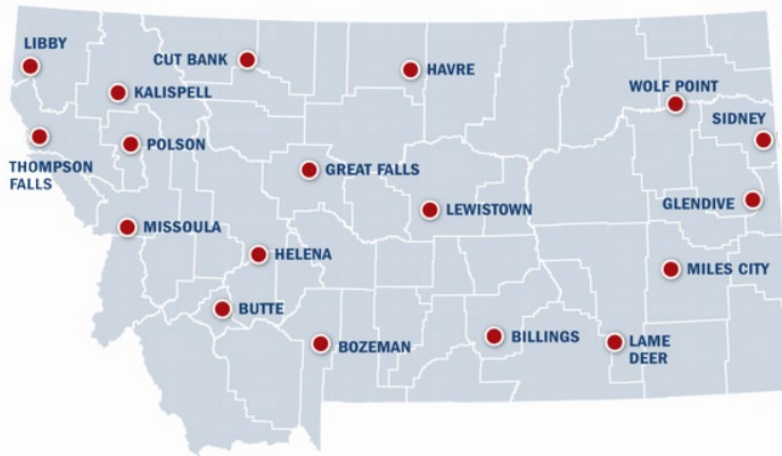 LIBBY
CUT BANK
HAVRE
KALISPELL
WOLF POINT
SIDNEY
POLSON
THOMPSON
FALLS
GREAT FALLS
GLENDIVE
LEWISTOWN
MISSOULA
HELENA
MILES CITY
BUTTE
BOZEMAN
BILLINGS
LAME
DEER